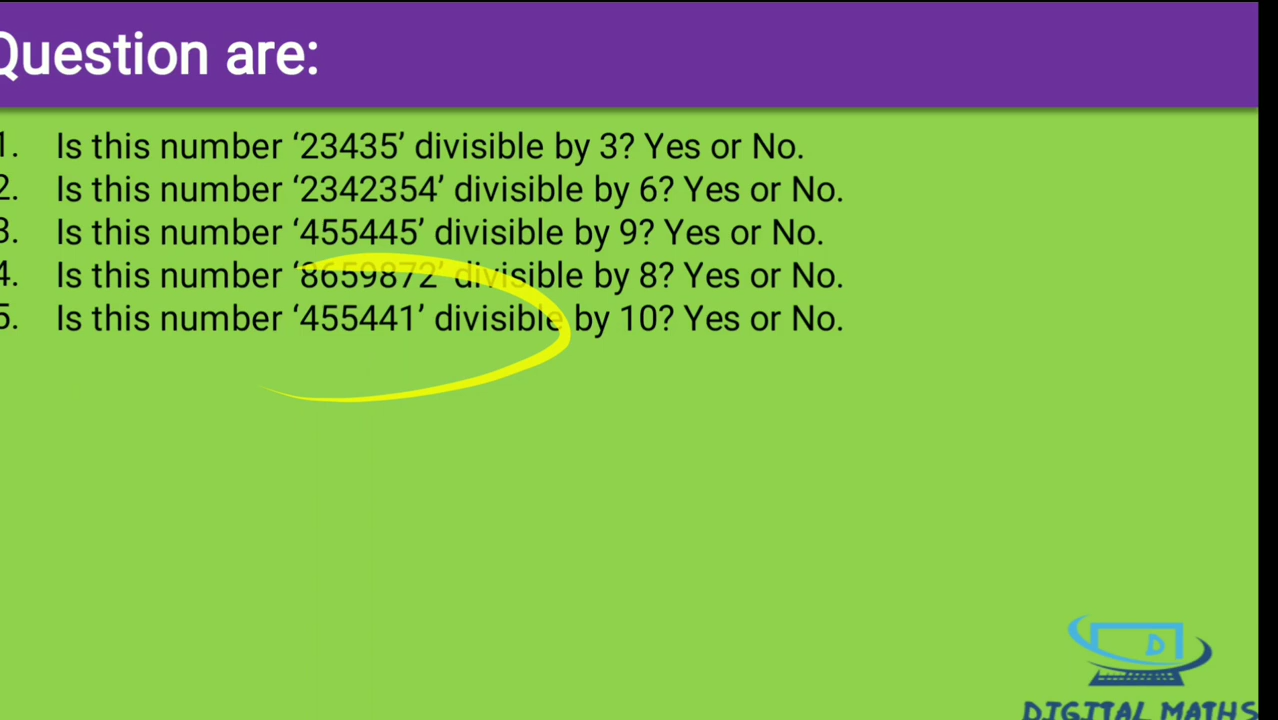 Question are:
1. Is this number ‘23435’ divisible by 3? Yes or No.
2. Is this number ‘2342354’ divisible by 6? Yes or No.
3. Is this number ‘455445’ divisible by 9? Yes or No.
4. Is this number ‘8659872’ divisible by 8? Yes or No.
5. Is this number ‘455441’ divisible by 10? Yes or No.
D
DIGITAL MATHS